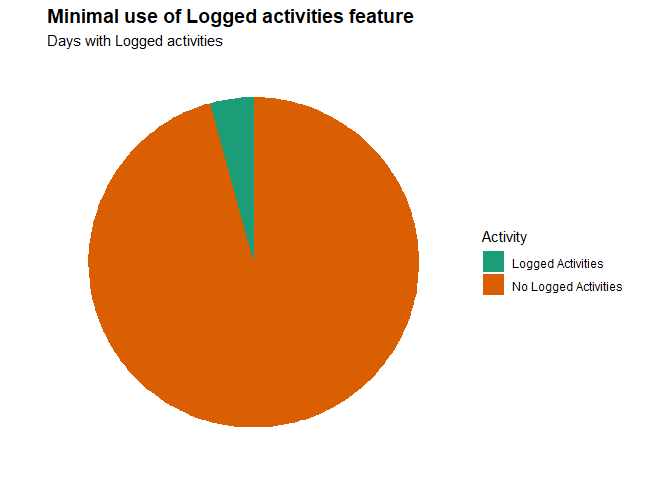 Minimal use of Logged activities feature
Days with Logged activities
Activity
Logged Activities
No Logged Activities